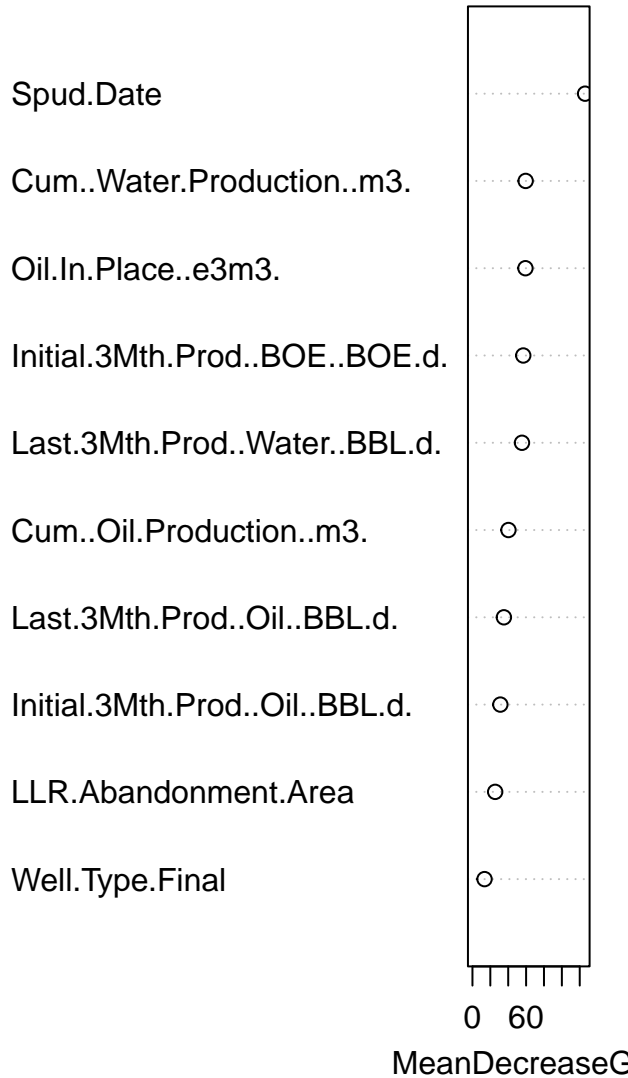 Spud.Date
Cum..Water.Production..m3.
Oil.In.Place..e3m3.
Initial.3Mth.Prod..BOE..BOE.d.
Last.3Mth.Prod..Water..BBL.d.
Cum..Oil.Production..m3.
Last.3Mth.Prod..Oil..BBL.d.
Initial.3Mth.Prod..Oil..BBL.d.
LLR.Abandonment.Area
Well.Type.Final
0 60
MeanDecreaseG